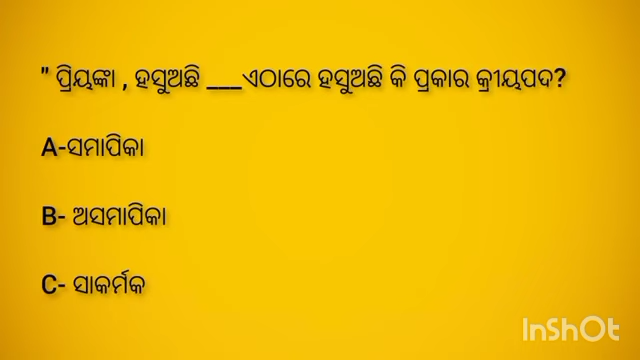 " ପ୍ରିୟଙ୍କା , ହସୁଅଛି ___ଏଠାରେ ହସୁଅଛି କି ପ୍ରକାର କ୍ରୀୟପଦ?
A-ସମାପିକା
B- ଅସମାପିକା
C- ସାକର୍ମକ
InShOt